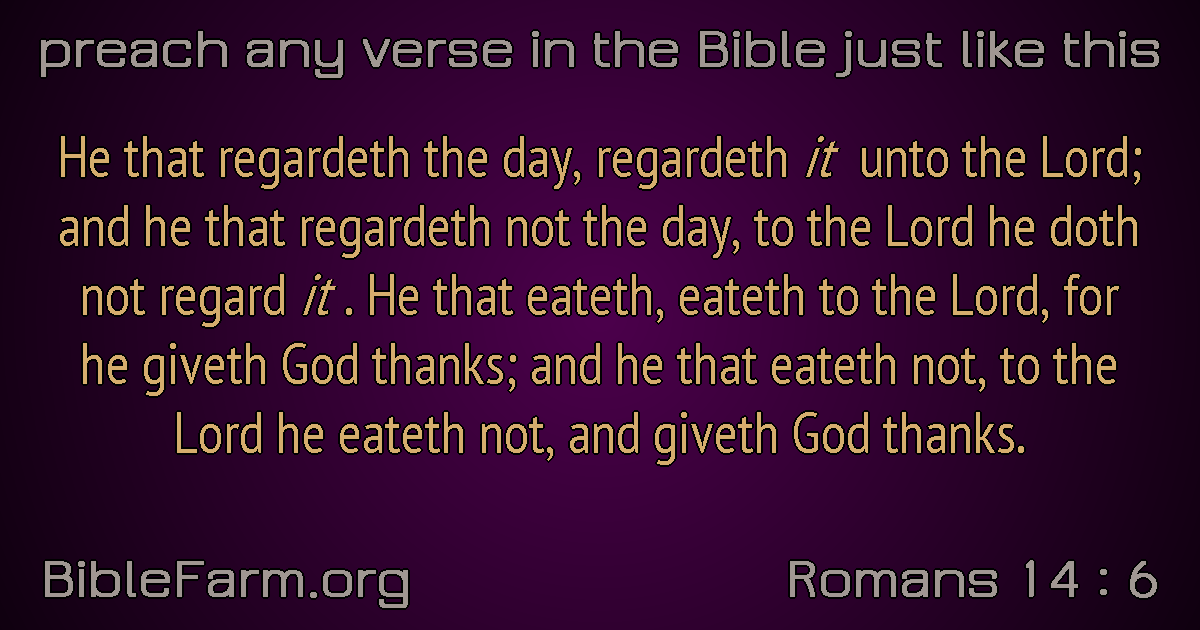 preach any verse in the Bible just like this
He that regardeth the day, regardeth it unto the Lord;
and he that regardeth not the day, to the Lord he doth
not regard it . He that eateth, eateth to the Lord, for
he giveth God thanks; and he that eateth not, to the
Lord he eateth not, and giveth God thanks.
BibleFarm.org
Romans 14 : 6